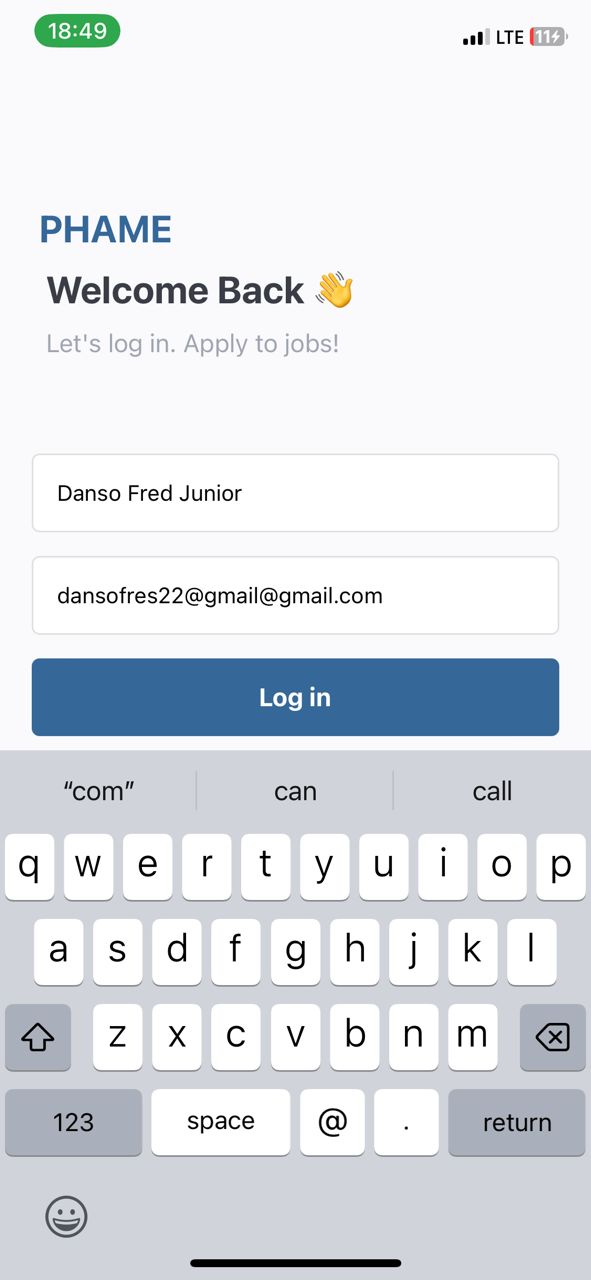 18:49
LTE 11
PHAME
Welcome Back 👋
Let's log in. Apply to jobs!
Danso Fred Junior
dansofres22@gmail@gmail.com
Log in
“com” can call
q w e r t y u i o p
a s d f g h j k l
z x c v b n m
123 space @ . return